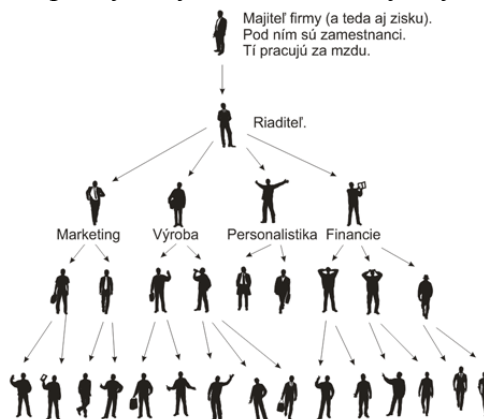 Majiteľ firmy (a teda aj zisku).
Pod ním sú zamestnanci.
Tí pracujú za mzdu.
Riaditeľ.
Marketing Výroba Personalistika Financie